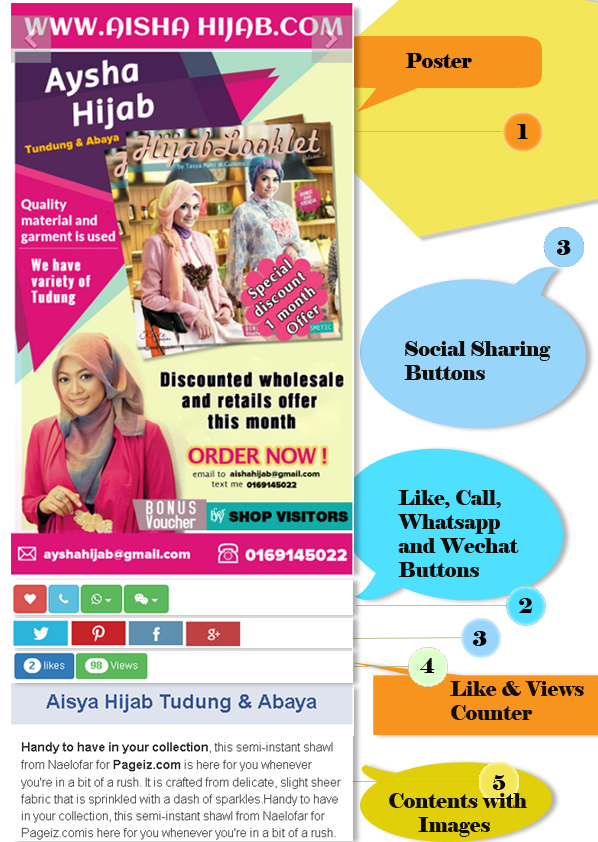 WWW.AISHA HIJAB.COM
Aysha
Hijab
Tundung & Abaya
Quality
material and
garment is used
We have
variety of
Tudung
HijabLooklet
by Tasya Putri W.Gumira
Special
discount
1 month
Offer
Discounted wholesale
and retails offer
this month
ORDER NOW !
email to aishahijab@gmail.com
text me 0169145022
BONUS
Voucher
SHOP VISITORS
ayshahijab@gmail.com
0169145022
2 likes
98 Views
Aisya Hijab Tudung & Abaya
Handy to have in your collection, this semi-instant shawl
from Naelofar for Pageiz.com is here for you whenever
you're in a bit of a rush. It is crafted from delicate, slight sheer
fabric that is sprinkled with a dash of sparkles.Handy to have
in your collection, this semi-instant shawl from Naelofar for
Pageiz.comis here for you whenever you're in a bit of a rush.
Poster
1
3
Social Sharing
Buttons
Like, Call,
Whatsapp
and Wechat
Buttons
2
3
4
Like & Views
Counter
5
Contents with
Images